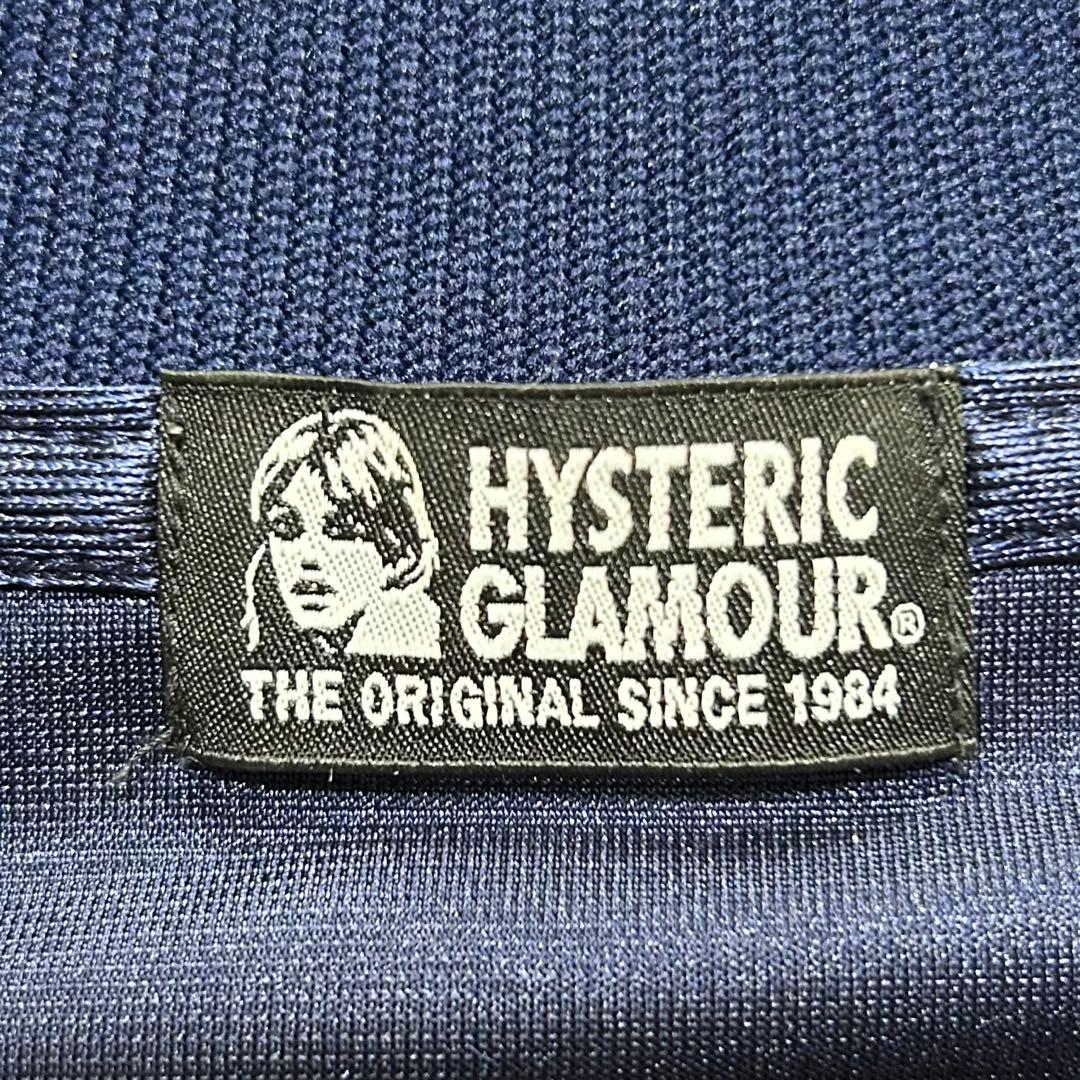 HYSTERIC
GLAMOUR®
THE ORIGINAL SINCE 1984